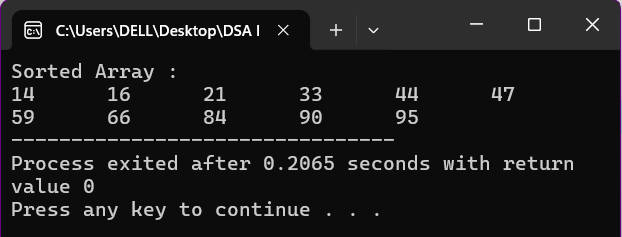 C:\Users\DELL\Desktop\DSA I
Sorted Array :
14 16 21 33 44 47
59 66 84 90 95
--------------------------------
Process exited after 0.2065 seconds with return
value 0
Press any key to continue . . .